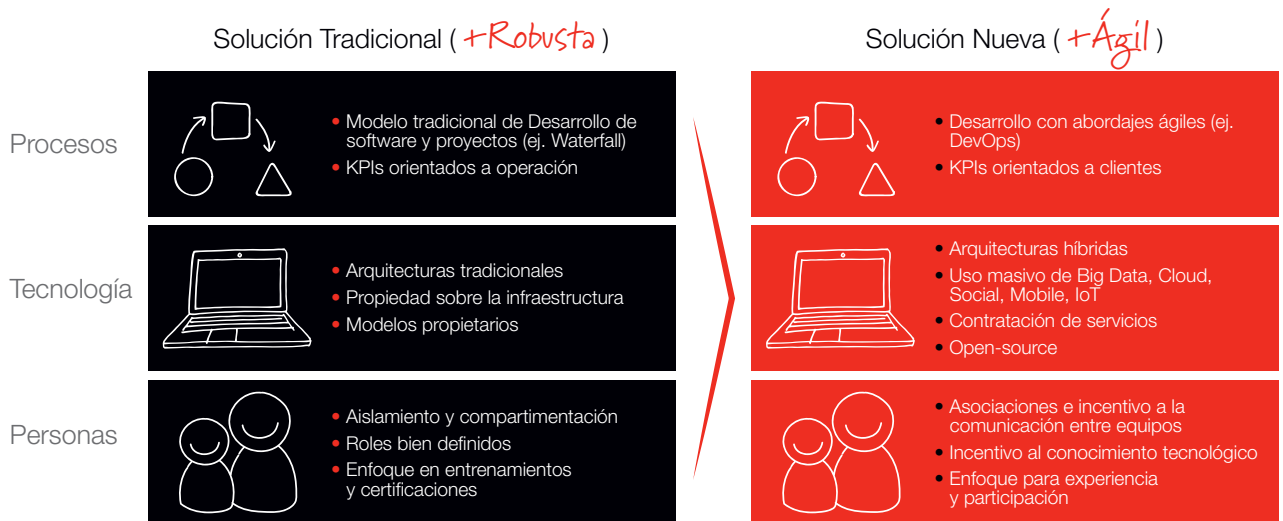 Solución Tradicional ( +Robusta )
Solución Nueva ( +Ágil )
Procesos
• Modelo tradicional de Desarrollo de
software y proyectos (ej. Waterfall)
• KPIs orientados a operación
• Desarrollo con abordajes ágiles (ej.
DevOps)
• KPIs orientados a clientes
Tecnología
• Arquitecturas tradicionales
• Propiedad sobre la infraestructura
• Modelos propietarios
• Arquitecturas híbridas
• Uso masivo de Big Data, Cloud,
Social, Mobile, IoT
• Contratación de servicios
• Open-source
Personas
• Aislamiento y compartimentación
• Roles bien definidos
• Enfoque en entrenamientos
y certificaciones
• Asociaciones e incentivo a la
comunicación entre equipos
• Incentivo al conocimiento tecnológico
• Enfoque para experiencia
y participación